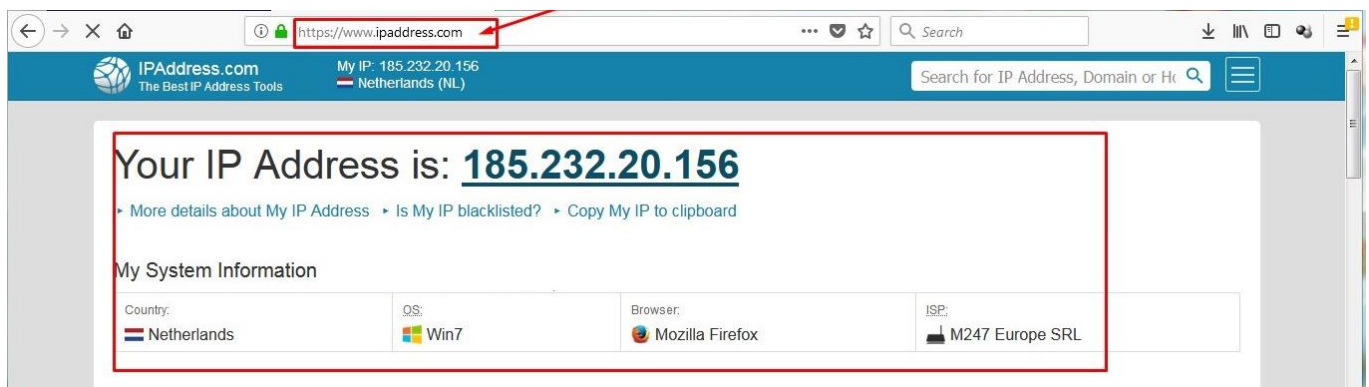 https://www.ipaddress.com
Search
IPAddress.com
The Best IP Address Tools
My IP: 185.232.20.156
Netherlands (NL)
Search for IP Address, Domain or Ho
Your IP Address is: 185.232.20.156
More details about My IP Address
Is My IP blacklisted?
Copy My IP to clipboard
My System Information
Country:
Netherlands
OS:
Win7
Browser:
Mozilla Firefox
ISP:
M247 Europe SRL